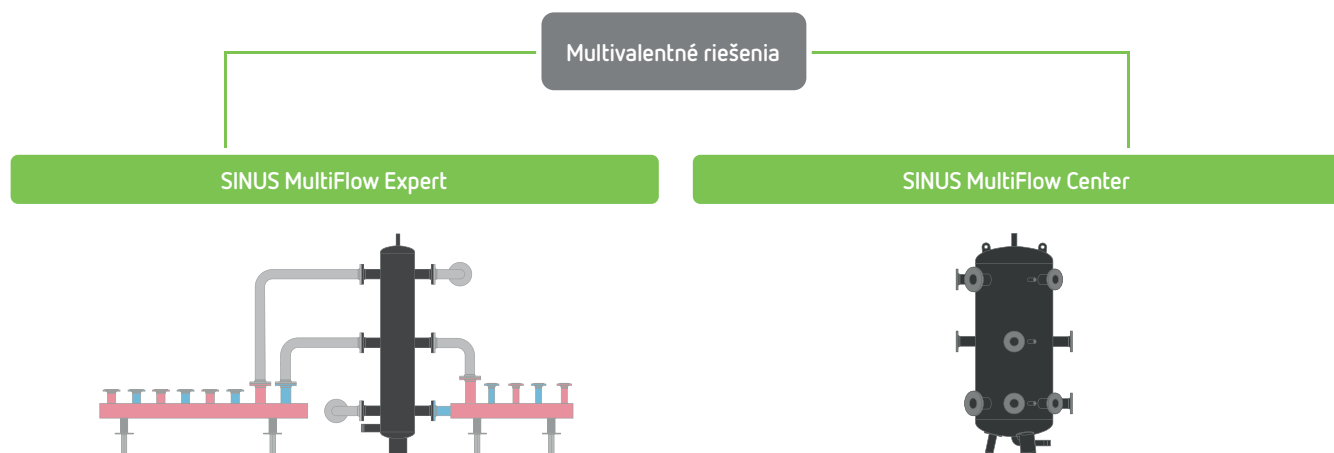 Multivalentné riešenia
SINUS MultiFlow Expert
SINUS MultiFlow Center